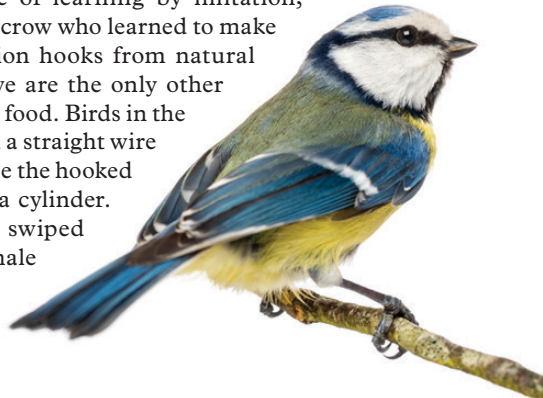 of learning by imitation,
crow who learned to make
ion hooks from natural
ve are the only other
food. Birds in the
a straight wire
e the hooked
a cylinder.
swiped
nale